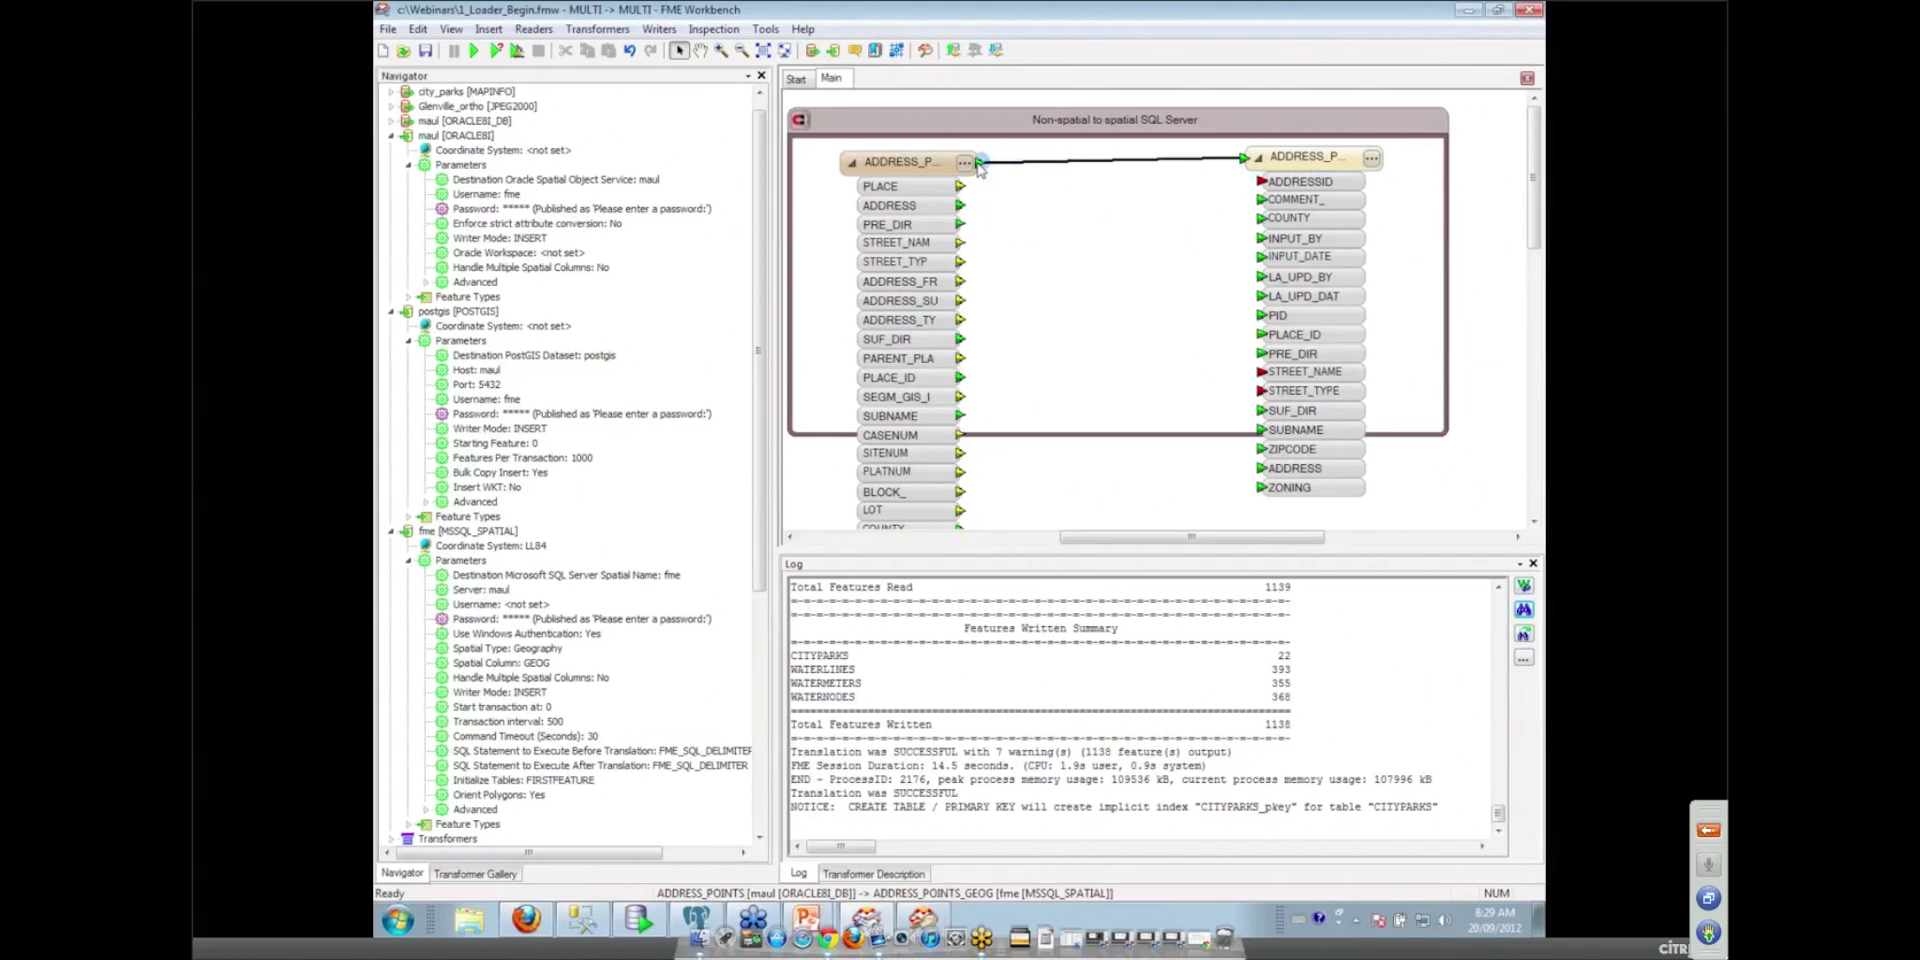 c:\Webinars\1_Loader_Begin.fmw - MULTI -> MULTI - FME Workbench
File Edit View Insert Readers Transformers Writers Inspection Tools Help
Navigator
city_parks [MAPINFO]
Glenville_ortho [JPEG2000]
maul [ORACLE8I_DB]
maul [ORACLE8I]
Coordinate System: <not set>
Parameters
Destination Oracle Spatial Object Service: maul
Username: fme
Password: ***** (Published as 'Please enter a password:')
Enforce strict attribute conversion: No
Writer Mode: INSERT
Oracle Workspace: <not set>
Handle Multiple Spatial Columns: No
Advanced
Feature Types
postgis [POSTGIS]
Coordinate System: <not set>
Parameters
Destination PostGIS Dataset: postgis
Host: maul
Port: 5432
Username: fme
Password: ***** (Published as 'Please enter a password:')
Writer Mode: INSERT
Starting Feature: 0
Features Per Transaction: 1000
Bulk Copy Insert: Yes
Insert WKT: No
Advanced
Feature Types
fme [MSSQL_SPATIAL]
Coordinate System: LL84
Parameters
Destination Microsoft SQL Server Spatial Name: fme
Server: maul
Username: <not set>
Password: ***** (Published as 'Please enter a password:')
Use Windows Authentication: Yes
Spatial Type: Geography
Spatial Column: GEOG
Handle Multiple Spatial Columns: No
Writer Mode: INSERT
Start transaction at: 0
Transaction interval: 500
Command Timeout (Seconds): 30
SQL Statement to Execute Before Translation: FME_SQL_DELIMITER
SQL Statement to Execute After Translation: FME_SQL_DELIMITER
Initialize Tables: FIRSTFEATURE
Orient Polygons: Yes
Advanced
Feature Types
Transformers
Navigator Transformer Gallery
Start Main
Non-spatial to spatial SQL Server
ADDRESS_P...
PLACE
ADDRESS
PRE_DIR
STREET_NAM
STREET_TYP
ADDRESS_FR
ADDRESS_SU
ADDRESS_TY
SUF_DIR
PARENT_PLA
PLACE_ID
SEGM_GIS_I
SUBNAME
CASENUM
SITENUM
PLATNUM
BLOCK_
LOT
COUNTY
ADDRESS_P...
ADDRESSID
COMMENT_
COUNTY
INPUT_BY
INPUT_DATE
LA_UPD_BY
LA_UPD_DAT
PID
PLACE_ID
PRE_DIR
STREET_NAME
STREET_TYPE
SUF_DIR
SUBNAME
ZIPCODE
ADDRESS
ZONING
Log
Total Features Read 1139
Features Written Summary
CITYPARKS 22
WATERLINES 393
WATERMETERS 355
WATERNODES 368
Total Features Written 1138
Translation was SUCCESSFUL with 7 warning(s) (1138 feature(s) output)
FME Session Duration: 14.5 seconds. (CPU: 1.9s user, 0.9s system)
END - ProcessID: 2176, peak process memory usage: 109536 kB, current process memory usage: 107996 kB
Translation was SUCCESSFUL
NOTICE: CREATE TABLE / PRIMARY KEY will create implicit index "CITYPARKS_pkey" for table "CITYPARKS"
Log Transformer Description
Ready ADDRESS_POINTS [maul [ORACLE8I_DB]] -> ADDRESS_POINTS_GEOG [fme [MSSQL_SPATIAL]] NUM
8:29 AM
20/09/2012